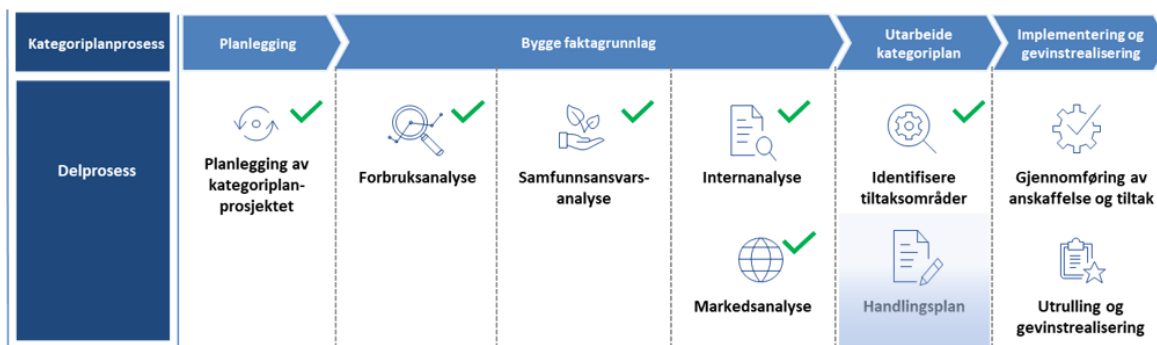 Kategoriplanprosess
Planlegging
Bygge faktagrunnlag
Utarbeide
kategoriplan
Implementering og
gevinstrealisering
Delprosess
Planlegging av
kategoriplan-
prosjektet
Forbruksanalyse
Samfunnsansvars-
analyse
Internanalyse
Markedsanalyse
Identifisere
tiltaksområder
Handlingsplan
Gjennomføring av
anskaffelse og tiltak
Utrulling og
gevinstrealisering